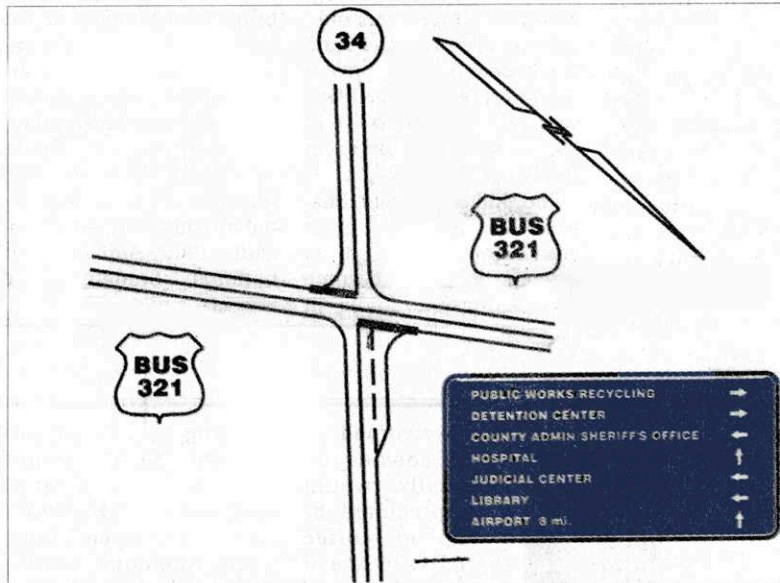 34
BUS
321
BUS
321
PUBLIC WORKS/RECYCLING →
DETENTION CENTER →
COUNTY ADMIN SHERIFF'S OFFICE ←
HOSPITAL ↑
JUDICIAL CENTER ←
LIBRARY ←
AIRPORT 8 mi. ↑
N